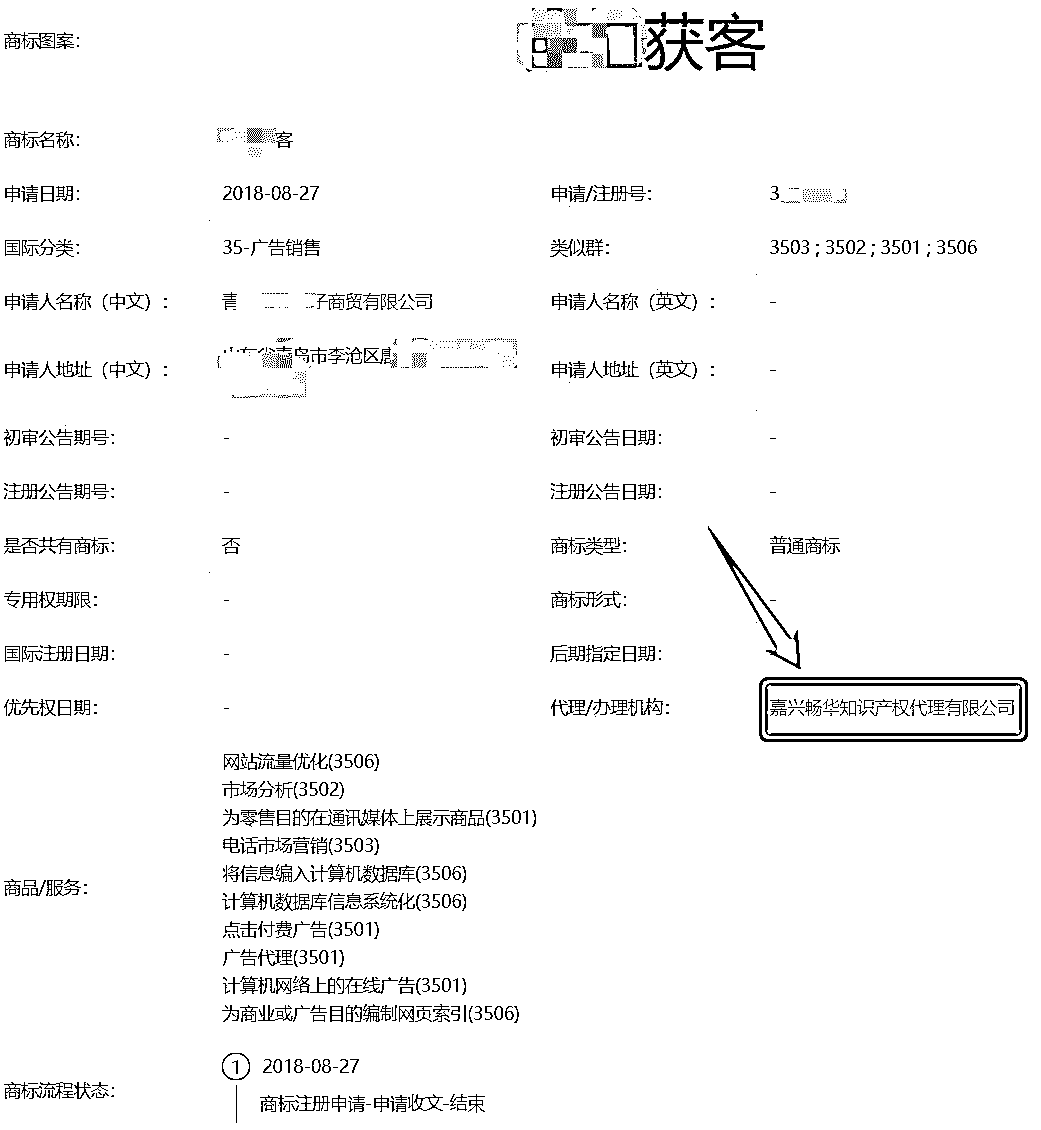 商标图案:
获客
商标名称: 客
申请日期: 2018-08-27 申请/注册号: 3
国际分类: 35-广告销售 类似群: 3503 ; 3502 ; 3501 ; 3506
申请人名称（中文）: 青 子商贸有限公司 申请人名称（英文）: -
申请人地址（中文）: 山东省青岛市李沧区 申请人地址（英文）: -
初审公告期号: - 初审公告日期: -
注册公告期号: - 注册公告日期: -
是否共有商标: 否 商标类型: 普通商标
专用权期限: - 商标形式: -
国际注册日期: - 后期指定日期:
优先权日期: - 代理/办理机构: 嘉兴畅华知识产权代理有限公司
商品/服务:
网站流量优化(3506)
市场分析(3502)
为零售目的在通讯媒体上展示商品(3501)
电话市场营销(3503)
将信息编入计算机数据库(3506)
计算机数据库信息系统化(3506)
点击付费广告(3501)
广告代理(3501)
计算机网络上的在线广告(3501)
为商业或广告目的编制网页索引(3506)
商标流程状态:
1 2018-08-27
商标注册申请-申请收文-结束